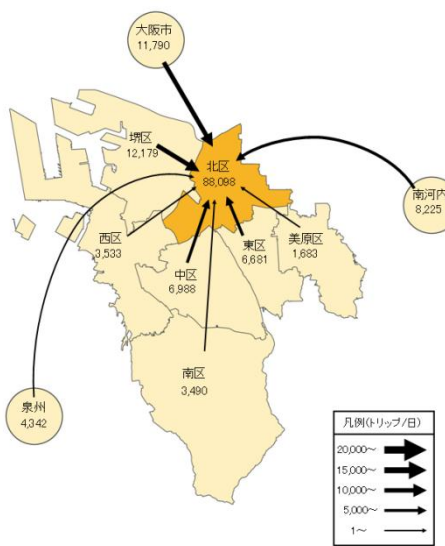 大阪市
11,790
堺区
12,179
北区
88,098
南河内
8,225
西区
3,533
中区
6,988
東区
6,681
美原区
1,683
南区
3,490
泉州
4,342
凡例(トリップ/日)
20,000～
15,000～
10,000～
5,000～
1～